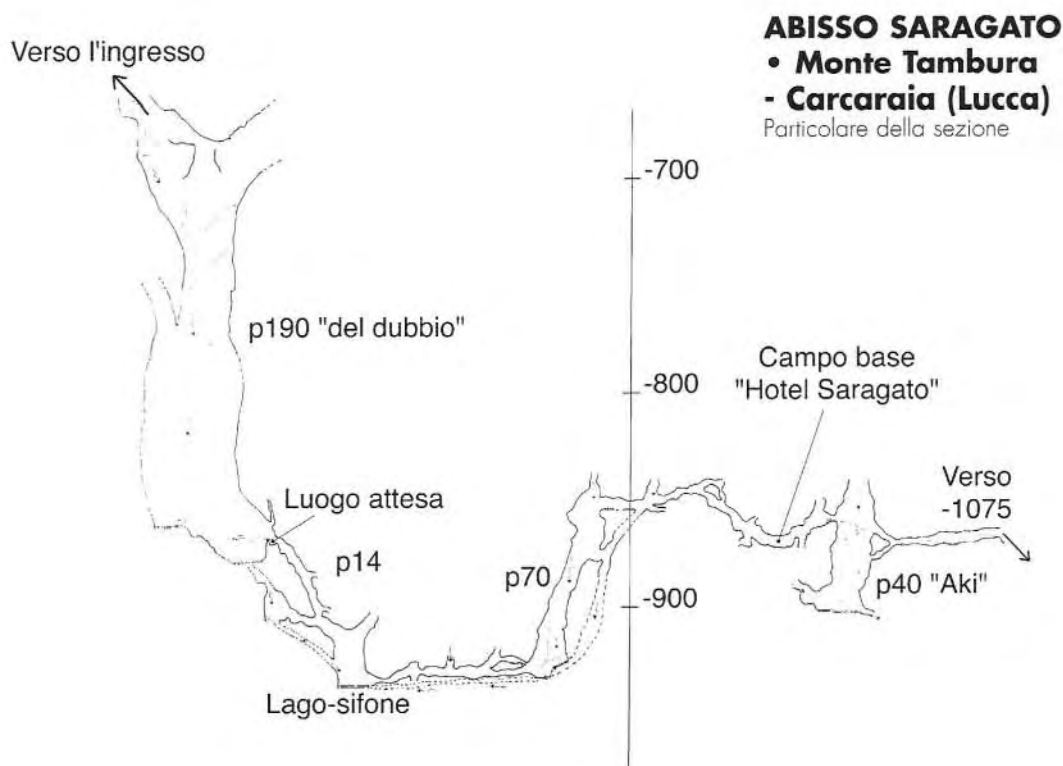 ABISSO SARAGATO
• Monte Tambura
- Carcaraia (Lucca)
Particolare della sezione
Verso l'ingresso
-700
p190 "del dubbio"
-800
Campo base
"Hotel Saragato"
Luogo attesa
Verso
-1075
p14
p70
p40 "Aki"
-900
Lago-sifone